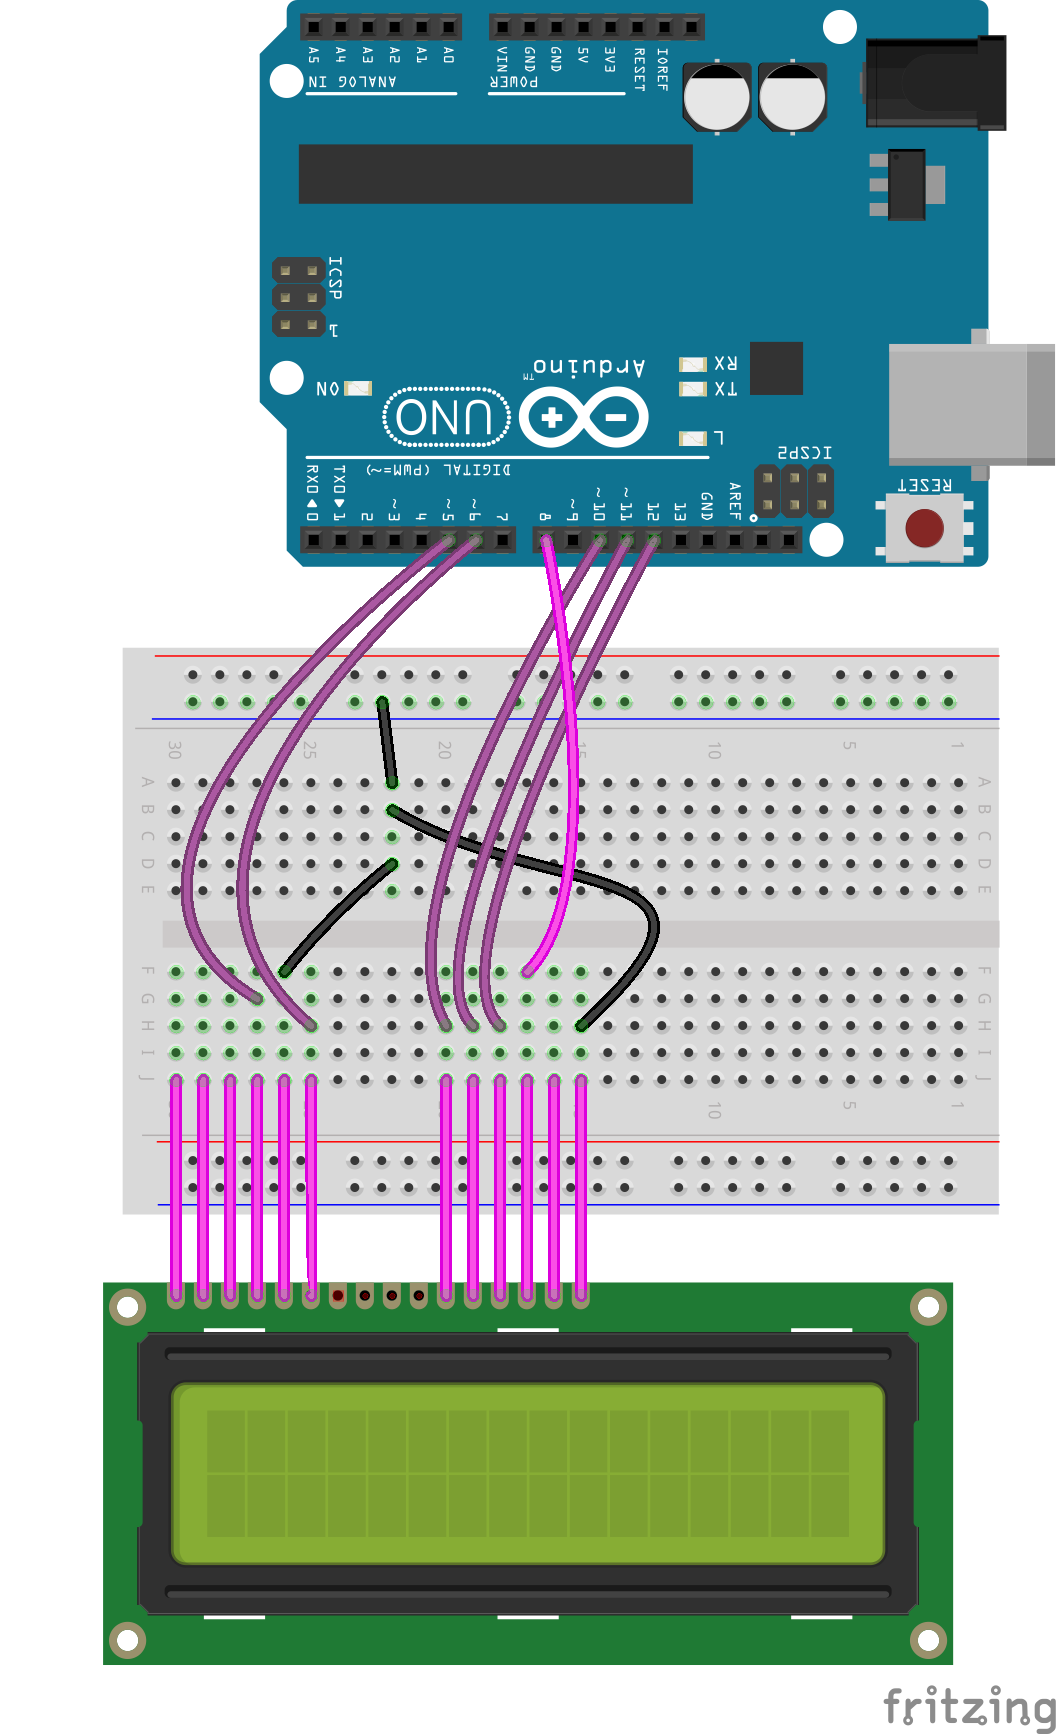 A5 A4 A3 A2 A1 A0 VIN GND GND 5V 3V3 RESET IOREF
ANALOG IN POWER
ICSP
1
Arduino
TM
RX
ON TX
UNO
L
ICSP2
DIGITAL (PWM=~)
RESET
RX0◀0 TX0▶1 2 ~3 4 ~5 ~6 7 8 ~9 ~10 ~11 12 13 GND AREF
30 25 20 15 10 5 1
A A
B B
C C
D D
E E
F F
G G
H H
I I
J J
10 5 1
fritzing